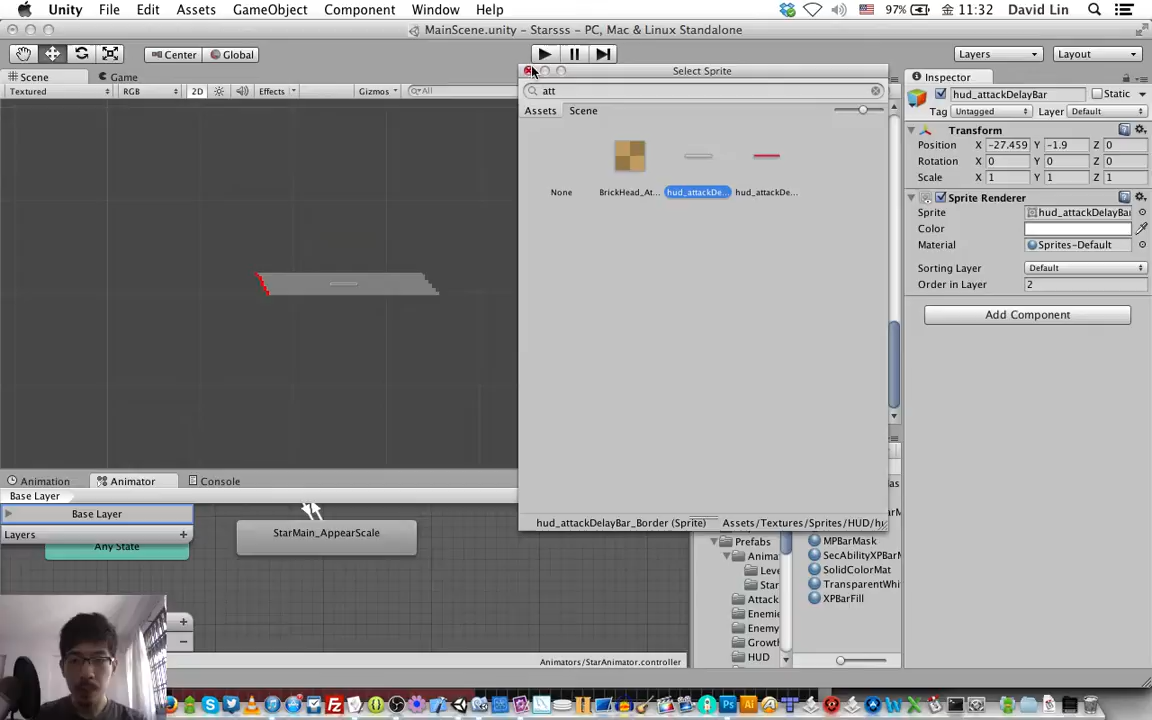 Unity File Edit Assets GameObject Component Window Help 97% 11:32 David Lin
MainScene.unity - Starsss - PC, Mac & Linux Standalone
Center Global Layers Layout
Scene Game
Textured RGB 2D Effects Gizmos All
Select Sprite
att
Assets Scene
None BrickHead_At... hud_attackDe... hud_attackDe...
hud_attackDelayBar_Border (Sprite) Assets/Textures/Sprites/HUD/h
Inspector
hud_attackDelayBar Static
Tag Untagged Layer Default
Transform
Position X -27.459 Y -1.9 Z 0
Rotation X 0 Y 0 Z 0
Scale X 1 Y 1 Z 1
Sprite Renderer
Sprite hud_attackDelayBar
Color
Material Sprites-Default
Sorting Layer Default
Order in Layer 2
Add Component
Animation Animator Console
Base Layer
Base Layer
Layers +
Any State
StarMain_AppearScale
+
−
Animators/StarAnimator.controller
Prefabs
Anima
Leve
Star
Attack
Enemie
Enemy
Growth
HUD
MPBarMask
SecAbilityXPBarM
SolidColorMat
TransparentWhi
XPBarFill